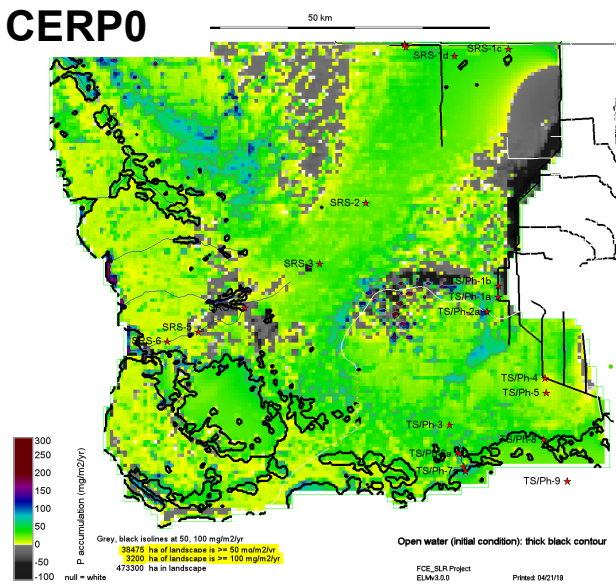 CERP0
50 km
SRS-1d
SRS-1c
SRS-2
SRS-3
TS/Ph-1b
TS/Ph-1a
TS/Ph-2a
SRS-5
SRS-6
TS/Ph-4
TS/Ph-5
TS/Ph-3
TS/Ph-8
TS/Ph-6a
TS/Ph-7a
TS/Ph-9
300
250
200
150
100
50
0
-50
-100
P accumulation (mg/m2/yr)
null = white
Grey, black isolines at 50, 100 mg/m2/yr
38475 ha of landscape is >= 50 mg/m2/yr
3200 ha of landscape is >= 100 mg/m2/yr
473300 ha in landscape
Open water (initial condition): thick black contour
FCE_SLR Project
ELMv3.0.0
Printed: 04/21/19